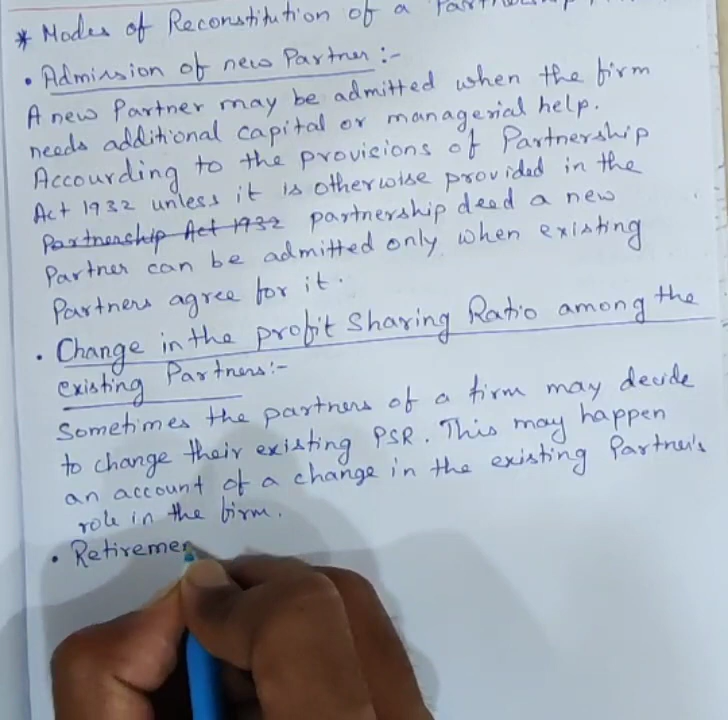 * Modes of Reconstitution of a Partnership
• Admission of new Partner :-
A new Partner may be admitted when the firm
needs additional capital or managerial help.
Accourding to the provisions of Partnership
Act 1932 unless it is otherwise provided in the
Partnership Act 1932 partnership deed a new
Partner can be admitted only when existing
Partners agree for it.
• Change in the profit Sharing Ratio among the
existing Partners:-
Sometimes the partners of a firm may decide
to change their existing PSR. This may happen
an account of a change in the existing Partner's
role in the firm.
• Retiremen